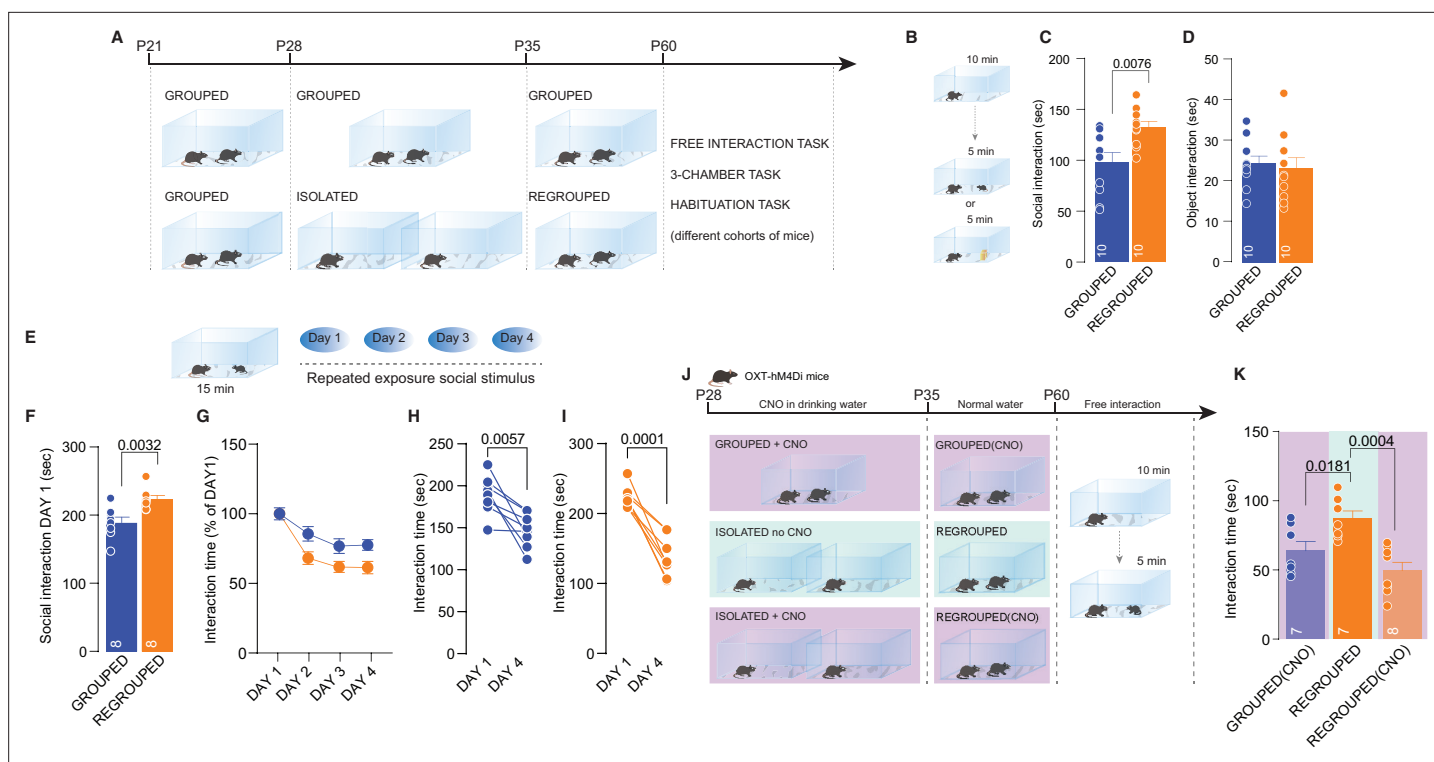 A
P21
P28
P35
P60
GROUPED
GROUPED
GROUPED
GROUPED
ISOLATED
REGROUPED
FREE INTERACTION TASK
3-CHAMBER TASK
HABITUATION TASK
(different cohorts of mice)
B
10 min
5 min
or
5 min
C
Social interaction (sec)
200
150
100
50
0
0.0076
10
10
GROUPED
REGROUPED
D
Object interaction (sec)
50
40
30
20
10
0
10
10
GROUPED
REGROUPED
E
15 min
Day 1
Day 2
Day 3
Day 4
Repeated exposure social stimulus
F
Social interaction DAY 1 (sec)
300
200
100
0
0.0032
8
8
GROUPED
REGROUPED
G
Interaction time (% of DAY1)
150
100
50
0
DAY 1
DAY 2
DAY 3
DAY 4
H
Interaction time (sec)
250
200
150
100
50
0
0.0057
DAY 1
DAY 4
I
Interaction time (sec)
300
200
100
0
0.0001
DAY 1
DAY 4
J
OXT-hM4Di mice
P28
CNO in drinking water
P35
Normal water
P60
Free interaction
GROUPED + CNO
GROUPED(CNO)
ISOLATED no CNO
REGROUPED
ISOLATED + CNO
REGROUPED(CNO)
10 min
5 min
K
Interaction time (sec)
150
100
50
0
0.0181
0.0004
7
7
8
GROUPED(CNO)
REGROUPED
REGROUPED(CNO)